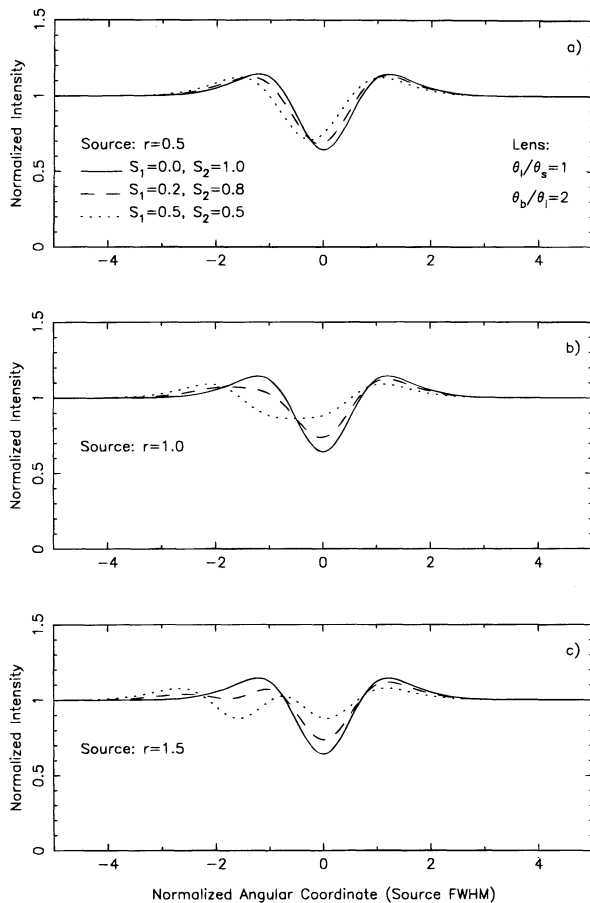 1.5
a)
1
0.5
0
Normalized Intensity
Source: r=0.5
S₁=0.0, S₂=1.0
S₁=0.2, S₂=0.8
S₁=0.5, S₂=0.5
Lens:
θₗ/θₛ=1
θ_b/θₗ=2
−4 −2 0 2 4
1.5
b)
1
0.5
0
Normalized Intensity
Source: r=1.0
−4 −2 0 2 4
1.5
c)
1
0.5
0
Normalized Intensity
Source: r=1.5
−4 −2 0 2 4
Normalized Angular Coordinate (Source FWHM)